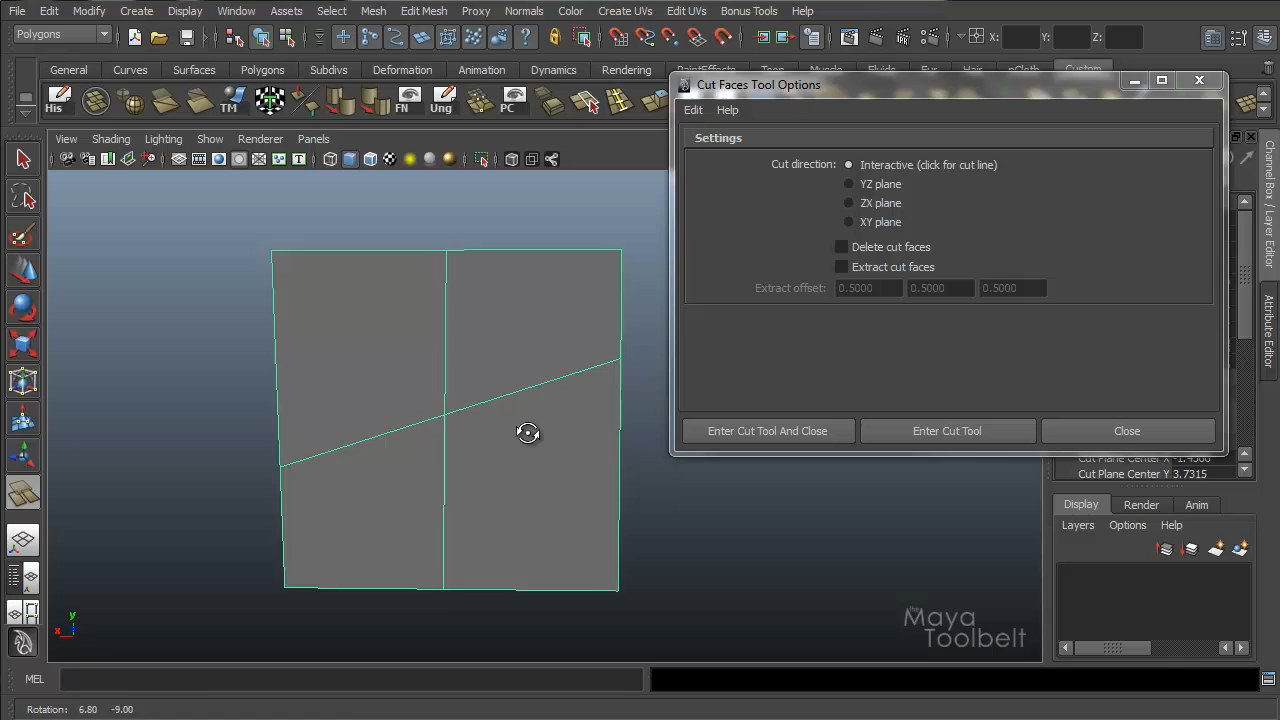 File Edit Modify Create Display Window Assets Select Mesh Edit Mesh Proxy Normals Color Create UVs Edit UVs Bonus Tools Help
Polygons
X: Y: Z:
General Curves Surfaces Polygons Subdivs Deformation Animation Dynamics Rendering PaintEffects Toon Muscle Fluids Fur Hair nCloth Custom
His TM FN Ung PC
Cut Faces Tool Options
Edit Help
Settings
Cut direction: Interactive (click for cut line)
YZ plane
ZX plane
XY plane
Delete cut faces
Extract cut faces
Extract offset: 0.5000 0.5000 0.5000
Enter Cut Tool And Close Enter Cut Tool Close
View Shading Lighting Show Renderer Panels
Channel Box / Layer Editor
Attribute Editor
Cut Plane Center X -1.4566
Cut Plane Center Y 3.7315
Display Render Anim
Layers Options Help
y
x
the Maya Toolbelt
MEL
Rotation: 6.80 -9.00